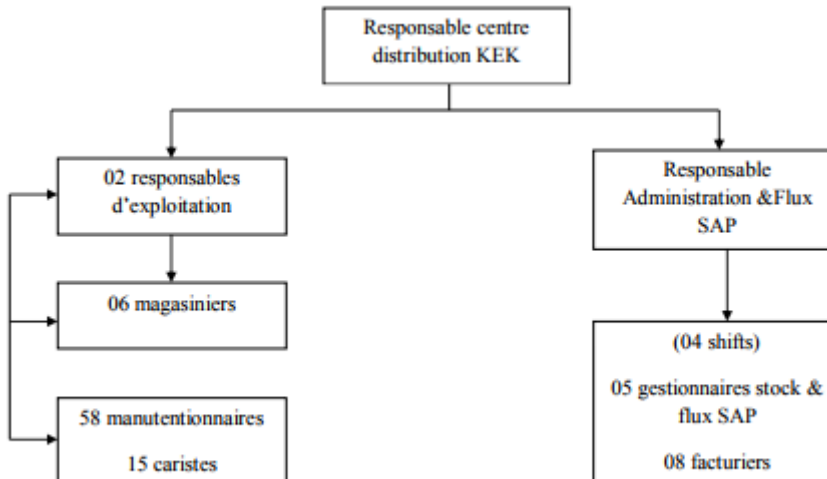 Responsable centre
distribution KEK
02 responsables
d'exploitation
Responsable
Administration &Flux
SAP
06 magasiniers
(04 shifts)
05 gestionnaires stock &
flux SAP
08 facturiers
58 manutentionnaires
15 caristes